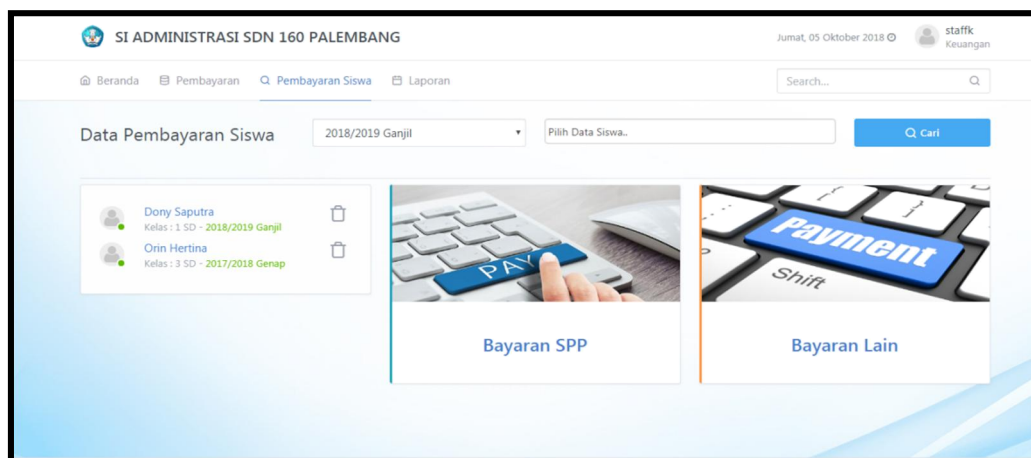 SI ADMINISTRASI SDN 160 PALEMBANG
Jumat, 05 Oktober 2018
staffk
Keuangan
Beranda
Pembayaran
Pembayaran Siswa
Laporan
Search...
Data Pembayaran Siswa
2018/2019 Ganjil
Pilih Data Siswa..
Cari
Dony Saputra
Kelas : 1 SD - 2018/2019 Ganjil
Orin Hertina
Kelas : 3 SD - 2017/2018 Genap
PAY
Bayaran SPP
Payment
Shift
Bayaran Lain